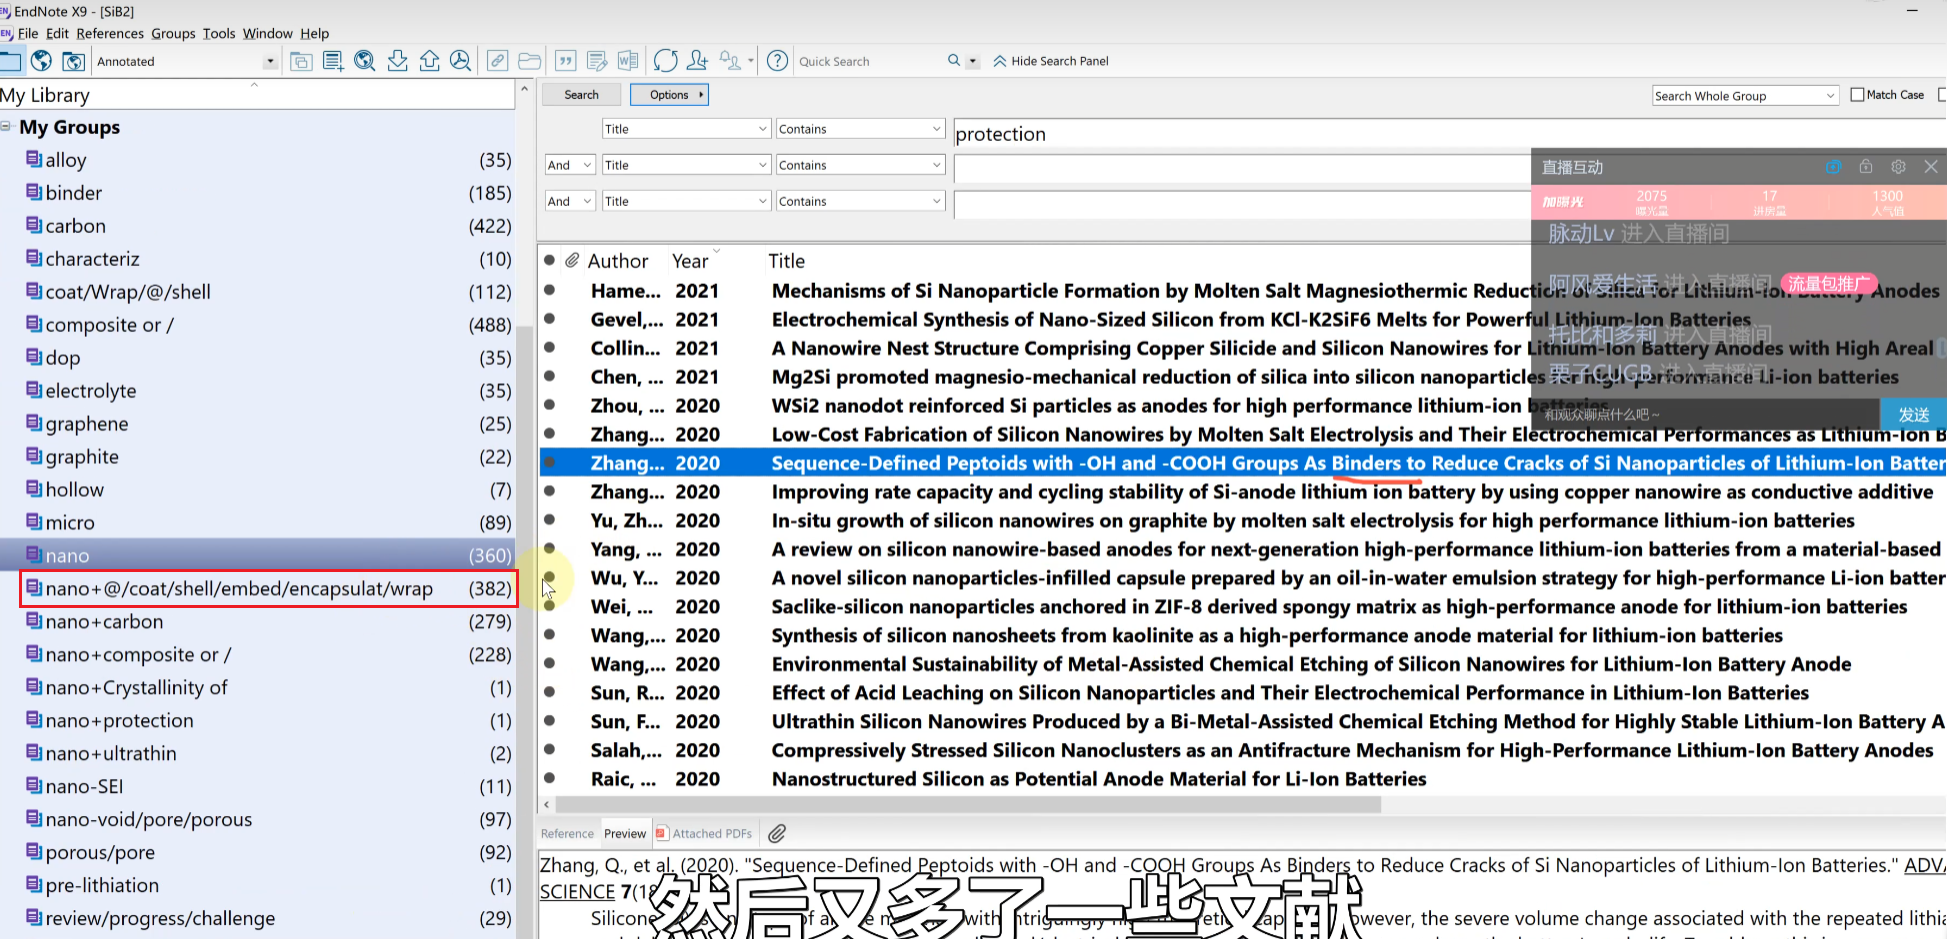 EndNote X9 - [SiB2]
File Edit References Groups Tools Window Help
Annotated
Quick Search
Hide Search Panel
My Library
My Groups
alloy (35)
binder (185)
carbon (422)
characteriz (10)
coat/Wrap/@/shell (112)
composite or / (488)
dop (35)
electrolyte (35)
graphene (25)
graphite (22)
hollow (7)
micro (89)
nano (360)
nano+@/coat/shell/embed/encapsulat/wrap (382)
nano+carbon (279)
nano+composite or / (228)
nano+Crystallinity of (1)
nano+protection (1)
nano+ultrathin (2)
nano-SEI (11)
nano-void/pore/porous (97)
porous/pore (92)
pre-lithiation (1)
review/progress/challenge (29)
Search Options Search Whole Group Match Case
Title Contains protection
And Title Contains
And Title Contains
直播互动
加曝光 2075 17 1300
曝光量 进房量 人气值
脉动Lv 进入直播间
阿风爱生活 进入直播间 流量包推广
托比和多莉 进入直播间
栗子CUGB 进入直播间
和观众聊点什么吧~ 发送
Author Year Title
Hame... 2021 Mechanisms of Si Nanoparticle Formation by Molten Salt Magnesiothermic Reduction of Silica for Lithium-Ion Anodes
Gevel,... 2021 Electrochemical Synthesis of Nano-Sized Silicon from KCl-K2SiF6 Melts for Powerful Lithium-Ion Batteries
Collin... 2021 A Nanowire Nest Structure Comprising Copper Silicide and Silicon Nanowires for Lithium-Ion Battery Anodes with High Areal
Chen, ... 2021 Mg2Si promoted magnesio-mechanical reduction of silica into silicon nanoparticles for high-performance Li-ion batteries
Zhou, ... 2020 WSi2 nanodot reinforced Si particles as anodes for high performance lithium-ion batteries
Zhang... 2020 Low-Cost Fabrication of Silicon Nanowires by Molten Salt Electrolysis and Their Electrochemical Performances as Lithium-Ion B
Zhang... 2020 Sequence-Defined Peptoids with -OH and -COOH Groups As Binders to Reduce Cracks of Si Nanoparticles of Lithium-Ion Batter
Zhang... 2020 Improving rate capacity and cycling stability of Si-anode lithium ion battery by using copper nanowire as conductive additive
Yu, Zh... 2020 In-situ growth of silicon nanowires on graphite by molten salt electrolysis for high performance lithium-ion batteries
Yang, ... 2020 A review on silicon nanowire-based anodes for next-generation high-performance lithium-ion batteries from a material-based
Wu, Y... 2020 A novel silicon nanoparticles-infilled capsule prepared by an oil-in-water emulsion strategy for high-performance Li-ion batter
Wei, ... 2020 Saclike-silicon nanoparticles anchored in ZIF-8 derived spongy matrix as high-performance anode for lithium-ion batteries
Wang,... 2020 Synthesis of silicon nanosheets from kaolinite as a high-performance anode material for lithium-ion batteries
Wang,... 2020 Environmental Sustainability of Metal-Assisted Chemical Etching of Silicon Nanowires for Lithium-Ion Battery Anode
Sun, R... 2020 Effect of Acid Leaching on Silicon Nanoparticles and Their Electrochemical Performance in Lithium-Ion Batteries
Sun, F... 2020 Ultrathin Silicon Nanowires Produced by a Bi-Metal-Assisted Chemical Etching Method for Highly Stable Lithium-Ion Battery A
Salah,... 2020 Compressively Stressed Silicon Nanoclusters as an Antifracture Mechanism for High-Performance Lithium-Ion Battery Anodes
Raic, ... 2020 Nanostructured Silicon as Potential Anode Material for Li-Ion Batteries
Reference Preview Attached PDFs
Zhang, Q., et al. (2020). "Sequence-Defined Peptoids with -OH and -COOH Groups As Binders to Reduce Cracks of Si Nanoparticles of Lithium-Ion Batteries." ADVA
SCIENCE 7(18
然后又多了一些文献
owever, the severe volume change associated with the repeated lithia